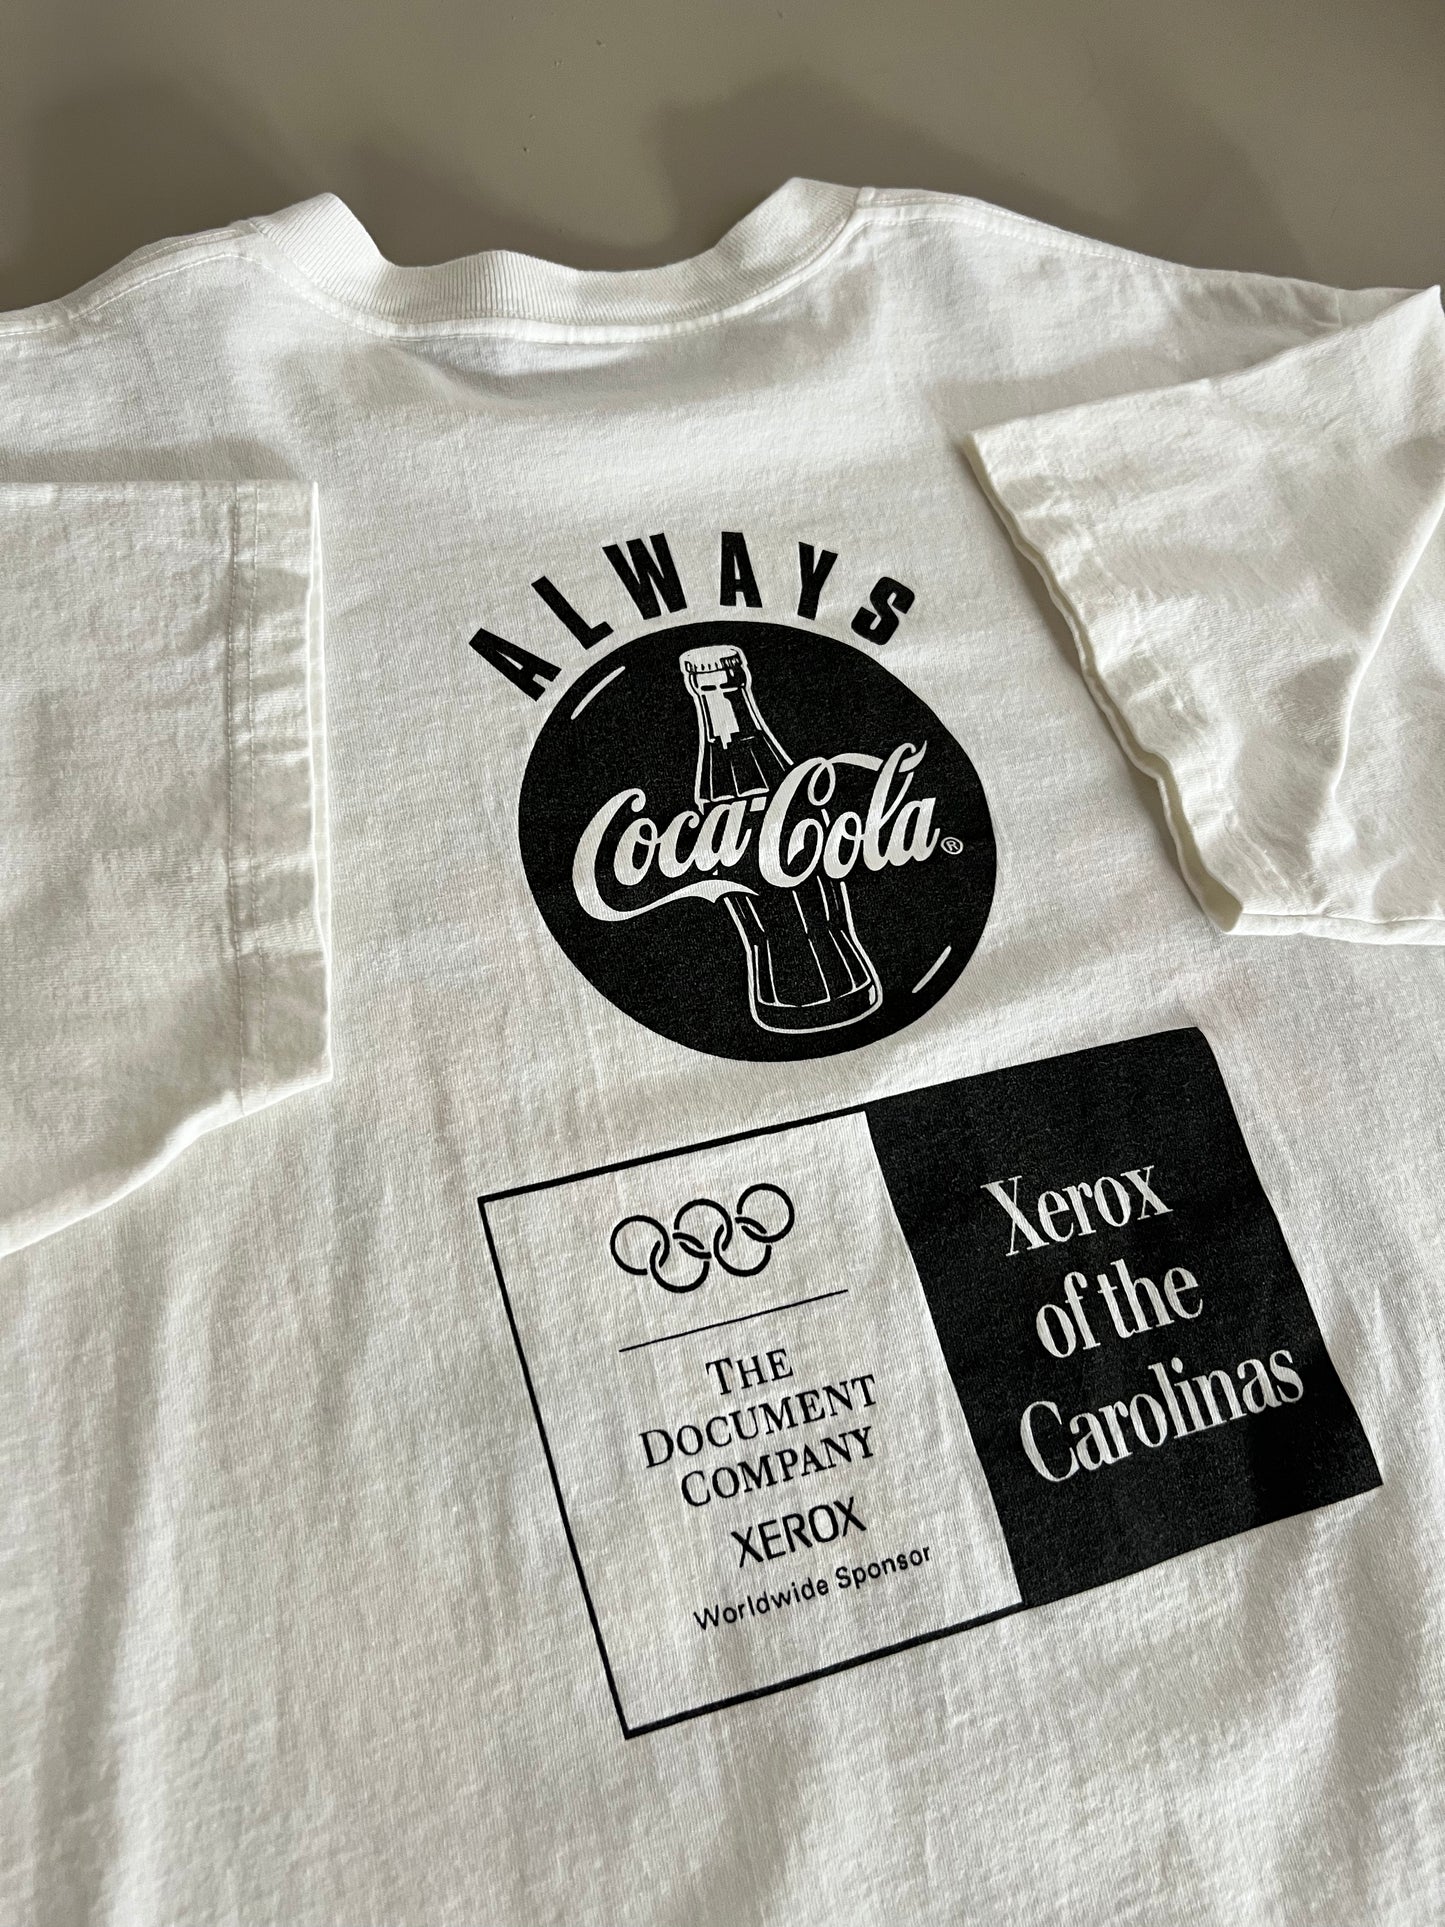 ALWAYS
Coca-Cola®
THE
DOCUMENT
COMPANY
XEROX
Worldwide Sponsor
Xerox
of the
Carolinas